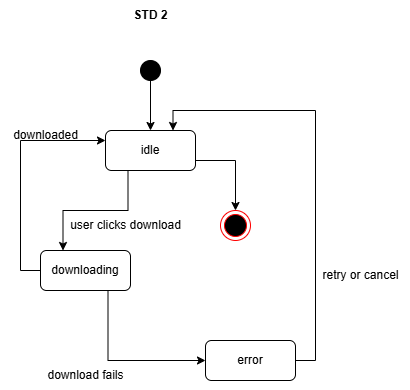 STD 2
downloaded
idle
user clicks download
downloading
retry or cancel
error
download fails